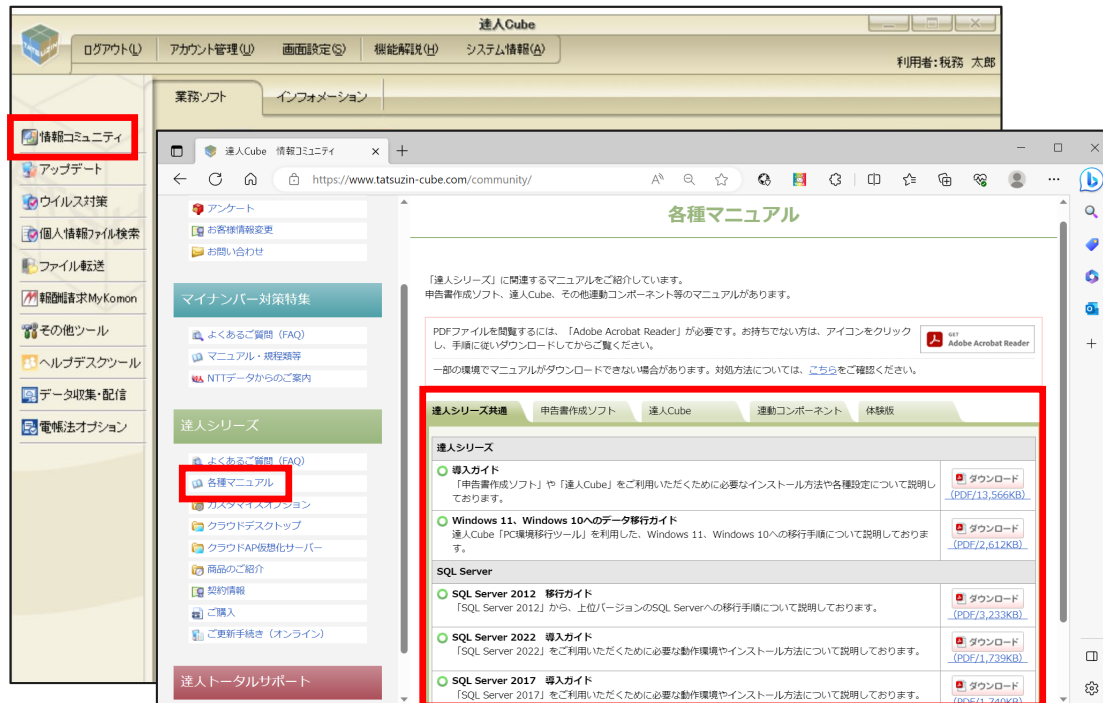 達人Cube
ログアウト(L) アカウント管理(U) 画面設定(S) 機能解説(H) システム情報(A)
利用者:税務 太郎
TATSUZIN
業務ソフト インフォメーション
情報コミュニティ
アップデート
ウイルス対策
個人情報ファイル検索
ファイル転送
報酬請求MyKomon
その他ツール
ヘルプデスクツール
データ収集・配信
電帳法オプション
達人Cube 情報コミュニティ
https://www.tatsuzin-cube.com/community/
アンケート
お客様情報変更
お問い合わせ
マイナンバー対策特集
よくあるご質問(FAQ)
マニュアル・規程類等
NTTデータからのご案内
達人シリーズ
よくあるご質問(FAQ)
各種マニュアル
カスタマイズオプション
クラウドデスクトップ
クラウドAP仮想化サーバー
商品のご紹介
契約情報
ご購入
ご更新手続き(オンライン)
達人トータルサポート
各種マニュアル
「達人シリーズ」に関連するマニュアルをご紹介しています。
申告書作成ソフト、達人Cube、その他連動コンポーネント等のマニュアルがあります。
PDFファイルを閲覧するには、「Adobe Acrobat Reader」が必要です。お持ちでない方は、アイコンをクリック
し、手順に従いダウンロードしてからご覧ください。
GET
Adobe Acrobat Reader
一部の環境でマニュアルがダウンロードできない場合があります。対処方法については、こちらをご確認ください。
達人シリーズ共通 申告書作成ソフト 達人Cube 連動コンポーネント 体験版
達人シリーズ
導入ガイド
「申告書作成ソフト」や「達人Cube」をご利用いただくために必要なインストール方法や各種設定について説明し
ております。
ダウンロード
(PDF/13,566KB)
Windows 11、Windows 10へのデータ移行ガイド
達人Cube「PC環境移行ツール」を利用した、Windows 11、Windows 10への移行手順について説明しておりま
す。
ダウンロード
(PDF/2,612KB)
SQL Server
SQL Server 2012 移行ガイド
「SQL Server 2012」から、上位バージョンのSQL Serverへの移行手順について説明しております。
ダウンロード
(PDF/3,233KB)
SQL Server 2022 導入ガイド
「SQL Server 2022」をご利用いただくために必要な動作環境やインストール方法について説明しております。
ダウンロード
(PDF/1,739KB)
SQL Server 2017 導入ガイド
「SQL Server 2017」をご利用いただくために必要な動作環境やインストール方法について説明しております。
ダウンロード
(PDF/1,740KB)